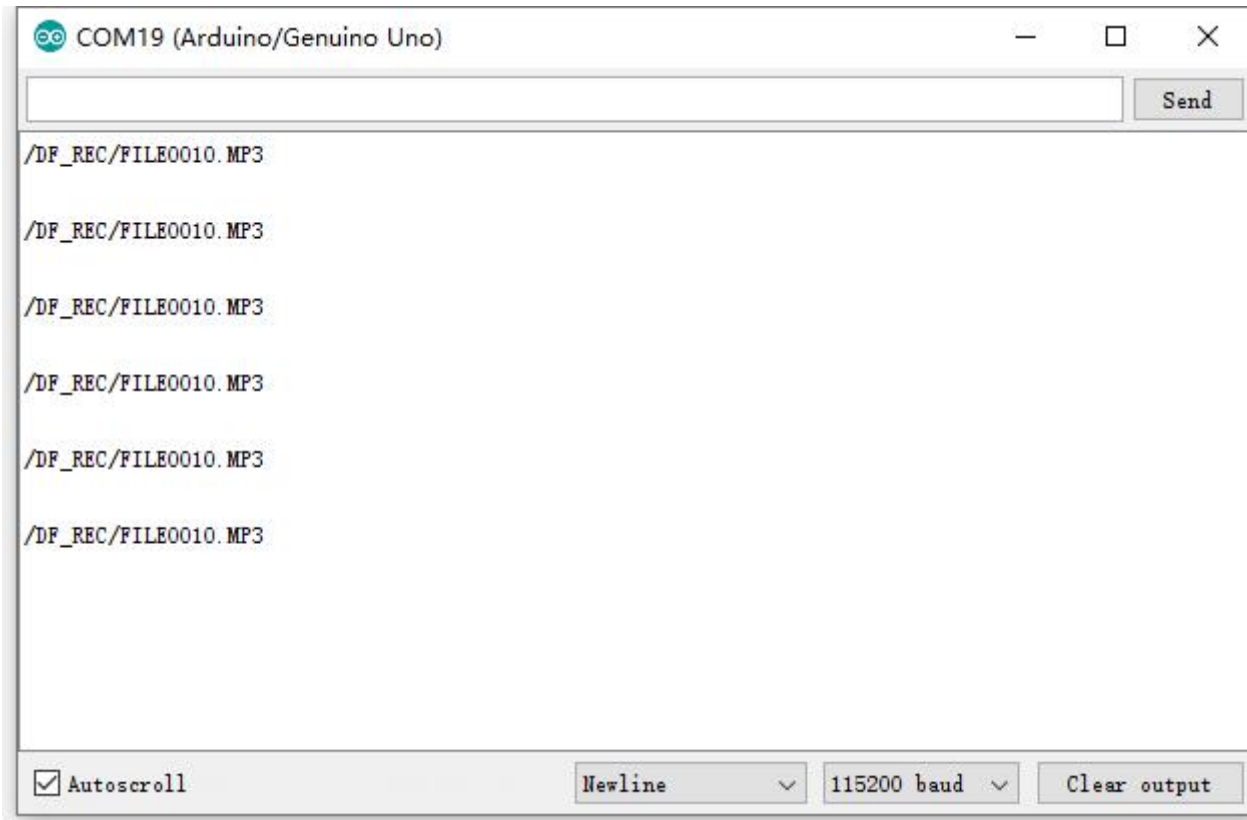 COM19 (Arduino/Genuino Uno)
Send
/DF_REC/FILE0010.MP3
/DF_REC/FILE0010.MP3
/DF_REC/FILE0010.MP3
/DF_REC/FILE0010.MP3
/DF_REC/FILE0010.MP3
/DF_REC/FILE0010.MP3
Autoscroll Newline 115200 baud Clear output